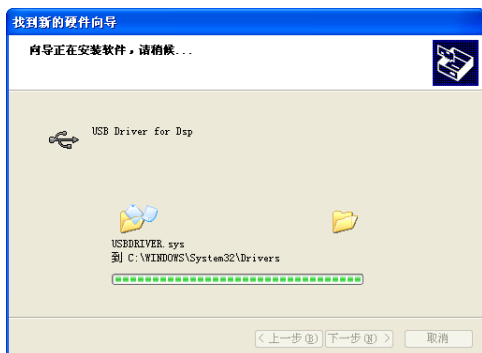 找到新的硬件向导
向导正在安装软件，请稍候...
USB Driver for Dsp
USBDRIVER.sys
到 C:\WINDOWS\System32\Drivers
< 上一步(B) 下一步(N) > 取消